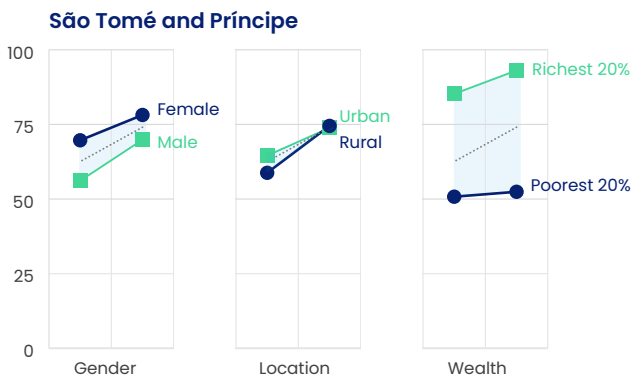 São Tomé and Príncipe
100
75
50
25
0
Female
Male
Gender
Urban
Rural
Location
Richest 20%
Poorest 20%
Wealth